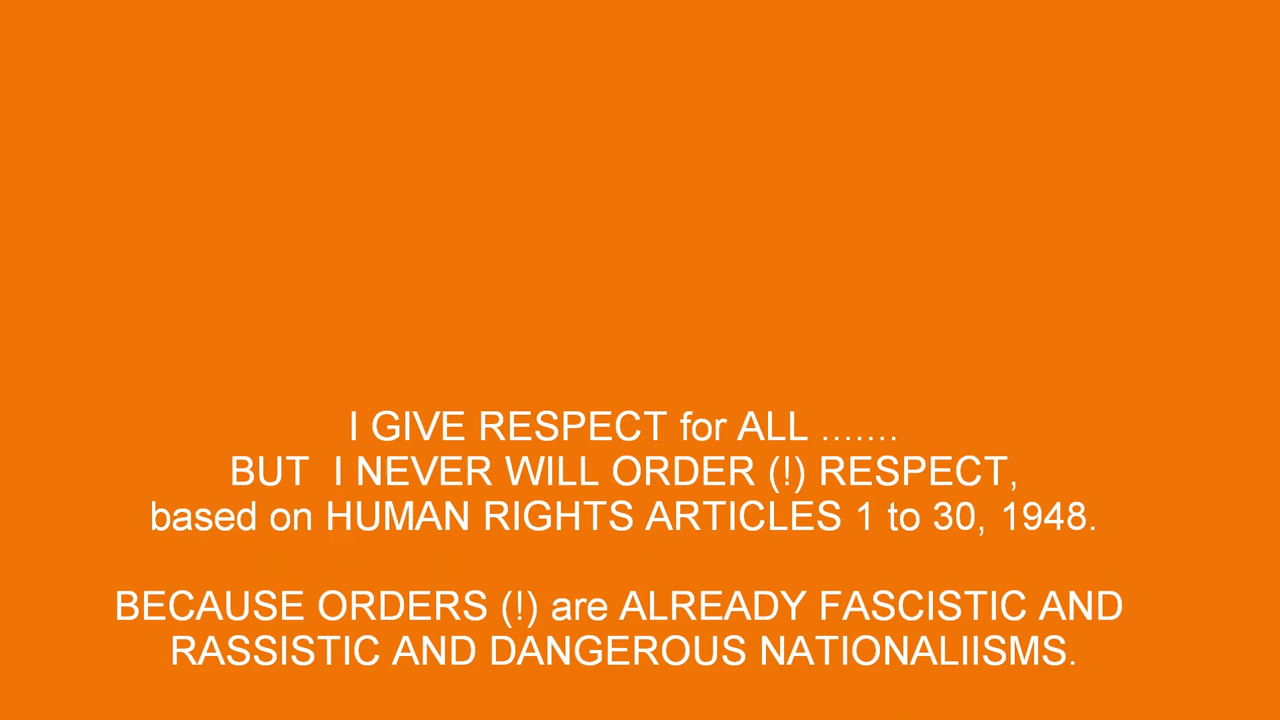 I GIVE RESPECT for ALL .......
BUT  I NEVER WILL ORDER (!) RESPECT,
based on HUMAN RIGHTS ARTICLES 1 to 30, 1948.
BECAUSE ORDERS (!) are ALREADY FASCISTIC AND
RASSISTIC AND DANGEROUS NATIONALIISMS.